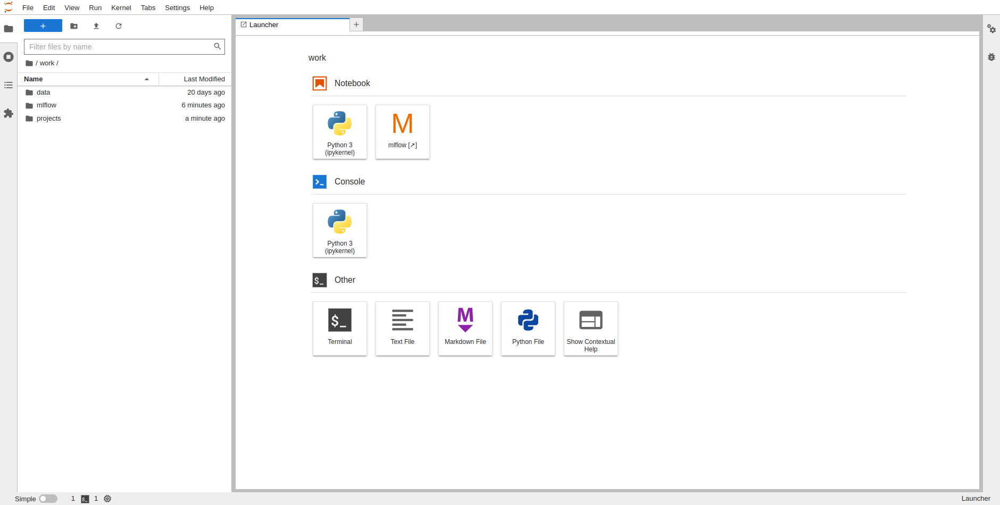 File Edit View Run Kernel Tabs Settings Help
Launcher
Filter files by name
/ work /
Name Last Modified
data 20 days ago
mlflow 6 minutes ago
projects a minute ago
work
Notebook
Python 3
(ipykernel)
M
mlflow [↗]
Console
Python 3
(ipykernel)
$_ Other
$_
Terminal
Text File
M
Markdown File
Python File
Show Contextual
Help
Simple 1 $_ 1 Launcher